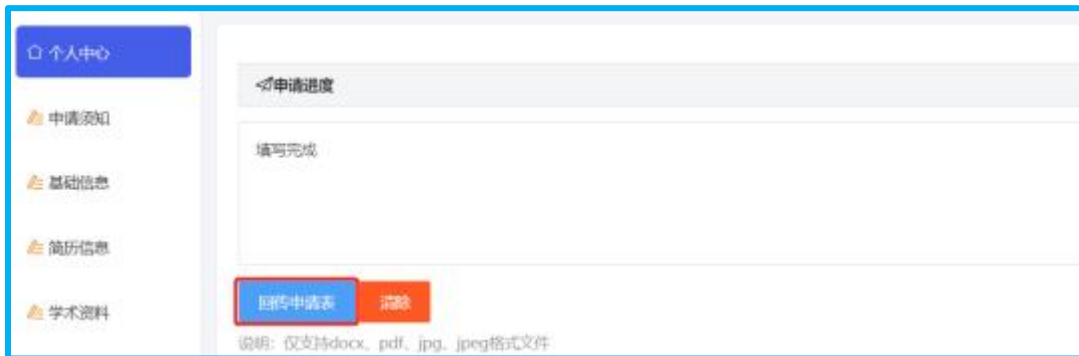 个人中心
申请须知
基础信息
简历信息
学术资料
申请进度
填写完成
回传申请表 清除
说明：仅支持docx、pdf、jpg、jpeg格式文件